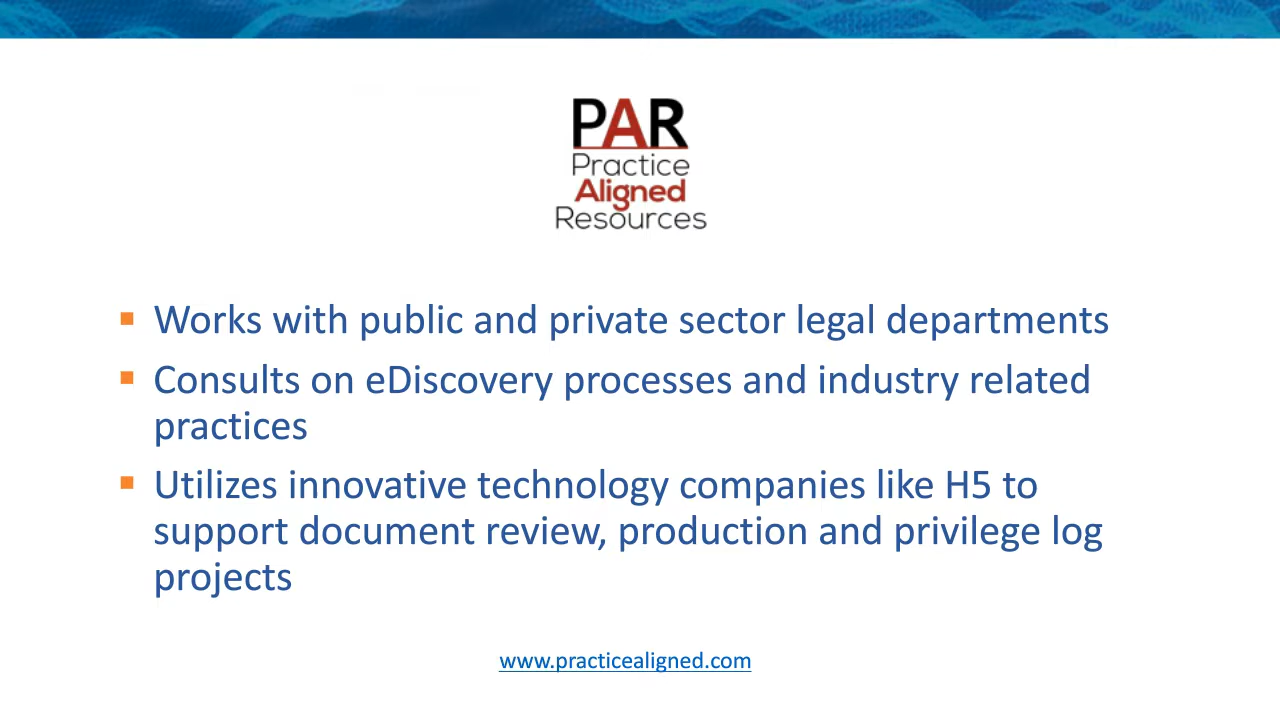 PAR
Practice
Aligned
Resources
Works with public and private sector legal departments
Consults on eDiscovery processes and industry related
practices
Utilizes innovative technology companies like H5 to
support document review, production and privilege log
projects
www.practicealigned.com